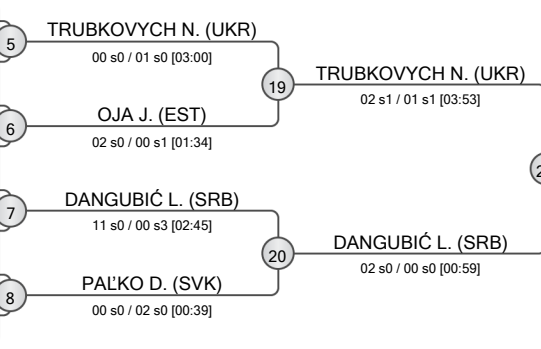 5
TRUBKOVYCH N. (UKR)
00 s0 / 01 s0 [03:00]
19
TRUBKOVYCH N. (UKR)
02 s1 / 01 s1 [03:53]
6
OJA J. (EST)
02 s0 / 00 s1 [01:34]
7
DANGUBIĆ L. (SRB)
11 s0 / 00 s3 [02:45]
20
DANGUBIĆ L. (SRB)
02 s0 / 00 s0 [00:59]
8
PAĽKO D. (SVK)
00 s0 / 02 s0 [00:39]